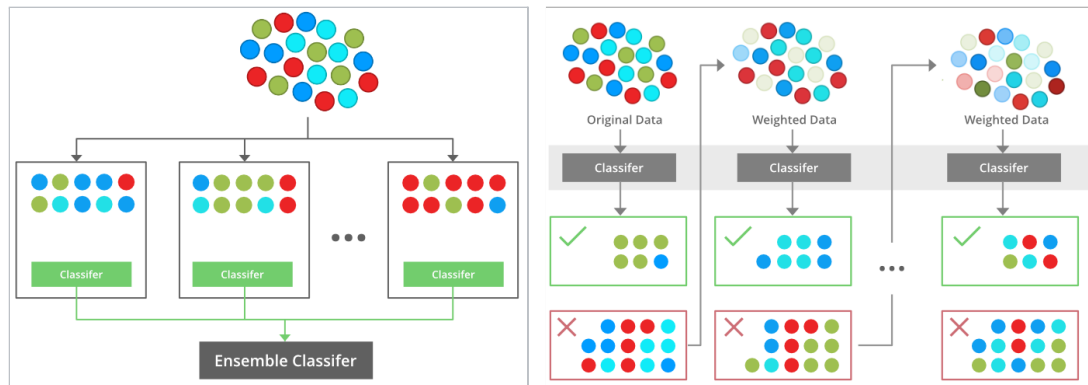 Classifer
Classifer
Classifer
Ensemble Classifer
Original Data
Weighted Data
Weighted Data
Classifer
Classifer
Classifer